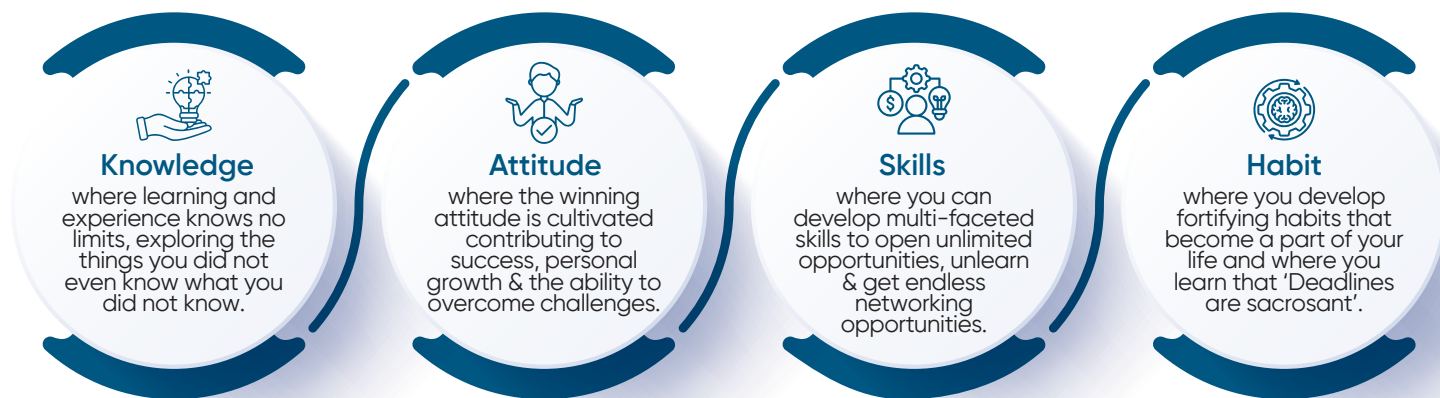 Knowledge
where learning and
experience knows no
limits, exploring the
things you did not
even know what you
did not know.
Attitude
where the winning
attitude is cultivated
contributing to
success, personal
growth & the ability to
overcome challenges.
Skills
where you can
develop multi-faceted
skills to open unlimited
opportunities, unlearn
& get endless
networking
opportunities.
Habit
where you develop
fortifying habits that
become a part of your
life and where you
learn that ‘Deadlines
are sacrosant’.